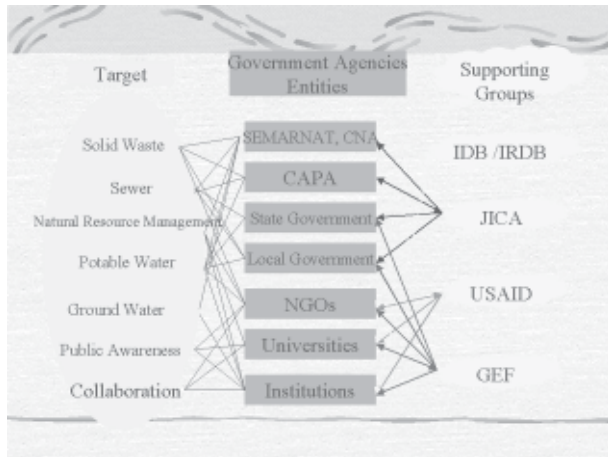 Target
Government Agencies
Entities
Supporting
Groups
Solid Waste
Sewer
Natural Resource Management
Potable Water
Ground Water
Public Awareness
Collaboration
SEMARNAT, CNA
CAPA
State Government
Local Government
NGOs
Universities
Institutions
IDB /IRDB
JICA
USAID
GEF